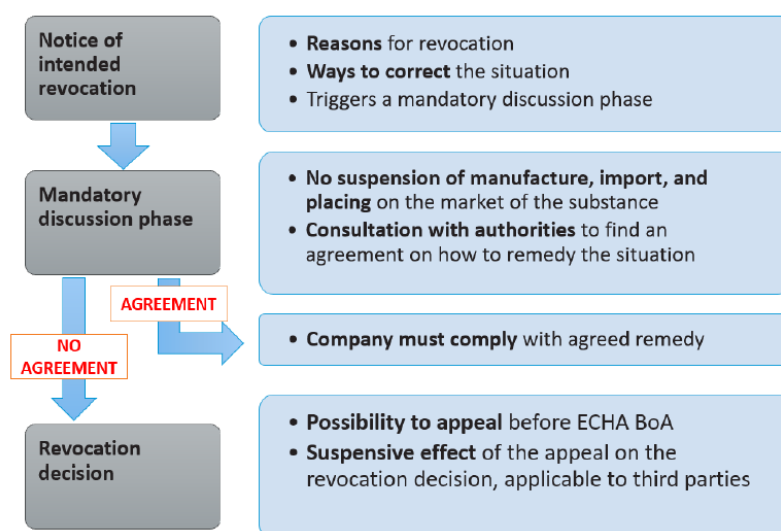 Notice of
intended
revocation
• Reasons for revocation
• Ways to correct the situation
• Triggers a mandatory discussion phase
Mandatory
discussion phase
• No suspension of manufacture, import, and
placing on the market of the substance
• Consultation with authorities to find an
agreement on how to remedy the situation
AGREEMENT
NO
AGREEMENT
• Company must comply with agreed remedy
Revocation
decision
• Possibility to appeal before ECHA BoA
• Suspensive effect of the appeal on the
revocation decision, applicable to third parties